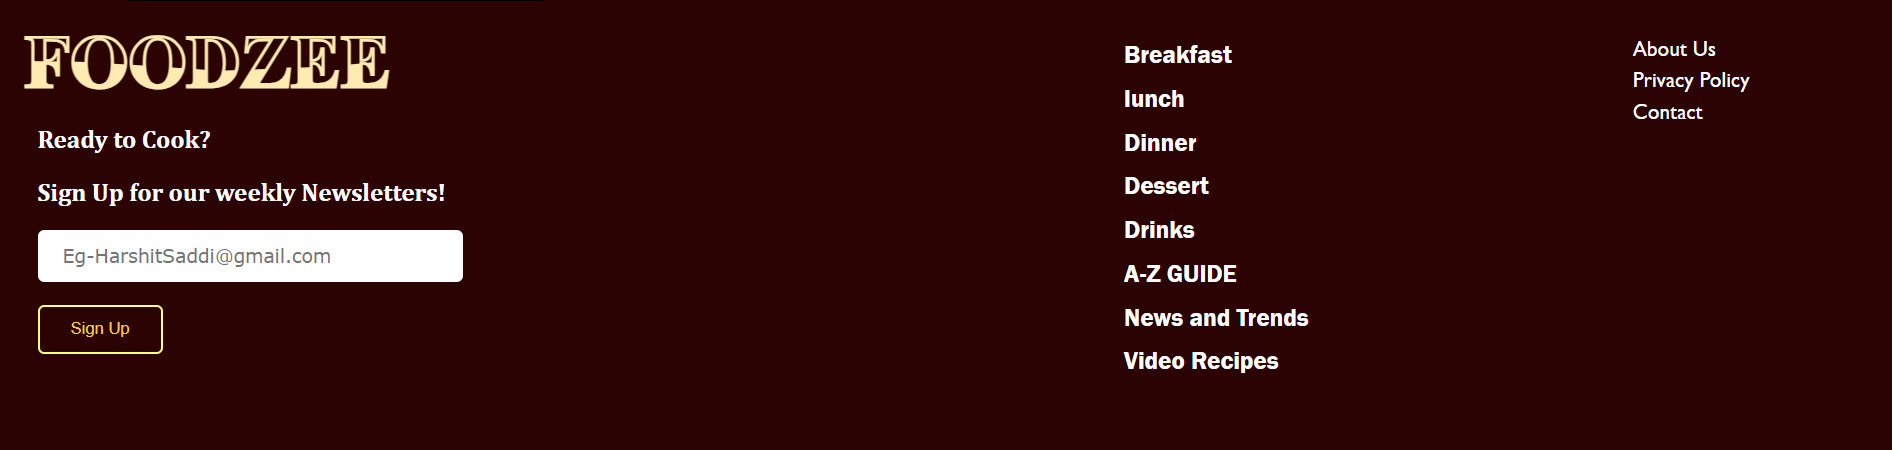 FOODZEE
Ready to Cook?
Sign Up for our weekly Newsletters!
Eg-HarshitSaddi@gmail.com
Sign Up
Breakfast
lunch
Dinner
Dessert
Drinks
A-Z GUIDE
News and Trends
Video Recipes
About Us
Privacy Policy
Contact